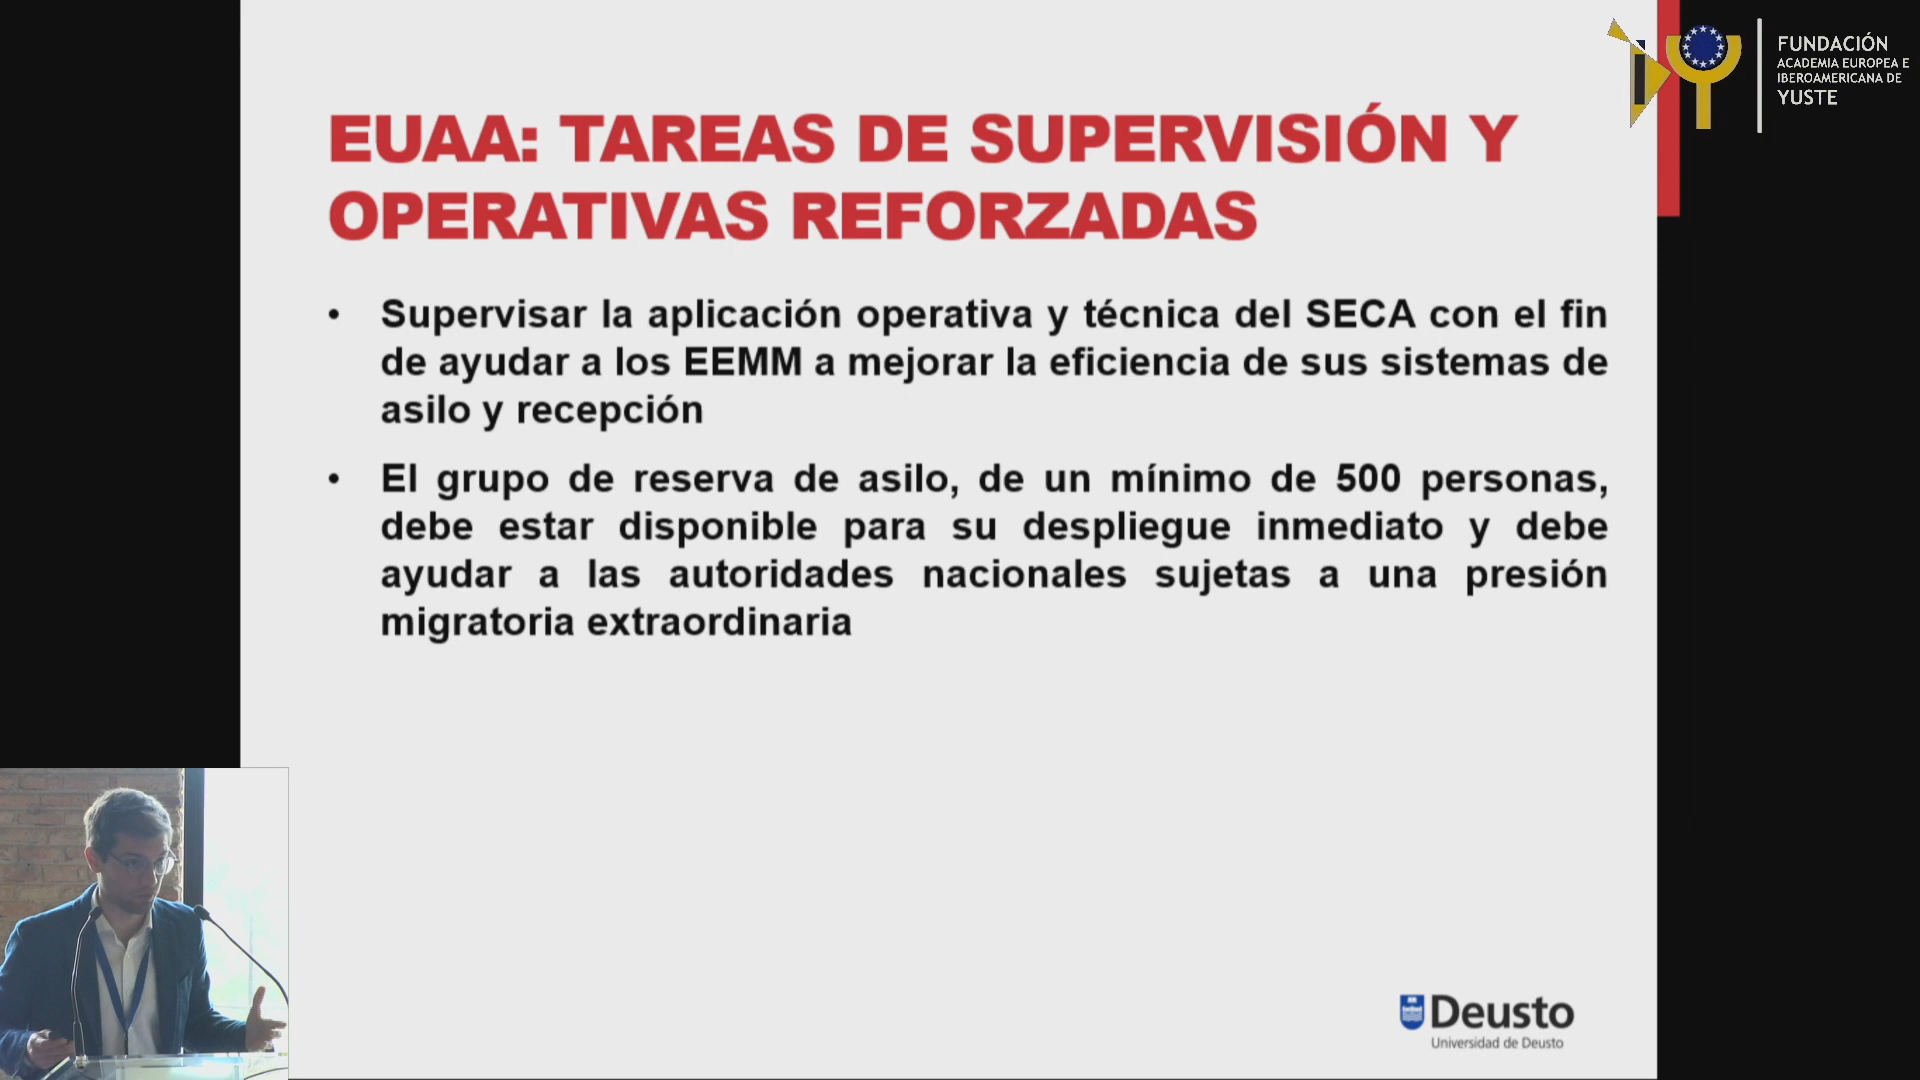 FUNDACIÓN
ACADEMIA EUROPEA E
IBEROAMERICANA DE
YUSTE
EUAA: TAREAS DE SUPERVISIÓN Y
OPERATIVAS REFORZADAS
• Supervisar la aplicación operativa y técnica del SECA con el fin
de ayudar a los EEMM a mejorar la eficiencia de sus sistemas de
asilo y recepción
• El grupo de reserva de asilo, de un mínimo de 500 personas,
debe estar disponible para su despliegue inmediato y debe
ayudar a las autoridades nacionales sujetas a una presión
migratoria extraordinaria
Deusto
Universidad de Deusto